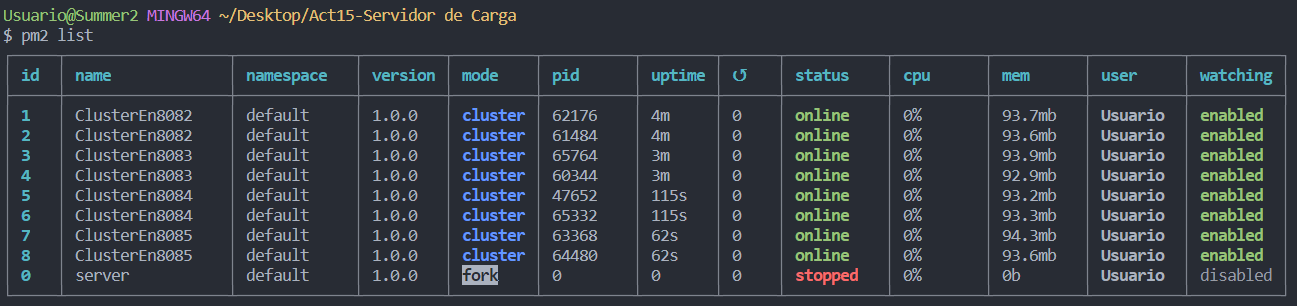 Usuario@Summer2 MINGW64 ~/Desktop/Act15-Servidor de Carga
$ pm2 list
id name namespace version mode pid uptime ↺ status cpu mem user watching
1 ClusterEn8082 default 1.0.0 cluster 62176 4m 0 online 0% 93.7mb Usuario enabled
2 ClusterEn8082 default 1.0.0 cluster 61484 4m 0 online 0% 93.6mb Usuario enabled
3 ClusterEn8083 default 1.0.0 cluster 65764 3m 0 online 0% 93.9mb Usuario enabled
4 ClusterEn8083 default 1.0.0 cluster 60344 3m 0 online 0% 92.9mb Usuario enabled
5 ClusterEn8084 default 1.0.0 cluster 47652 115s 0 online 0% 93.2mb Usuario enabled
6 ClusterEn8084 default 1.0.0 cluster 65332 115s 0 online 0% 93.3mb Usuario enabled
7 ClusterEn8085 default 1.0.0 cluster 63368 62s 0 online 0% 94.3mb Usuario enabled
8 ClusterEn8085 default 1.0.0 cluster 64480 62s 0 online 0% 93.6mb Usuario enabled
0 server default 1.0.0 fork 0 0 0 stopped 0% 0b Usuario disabled